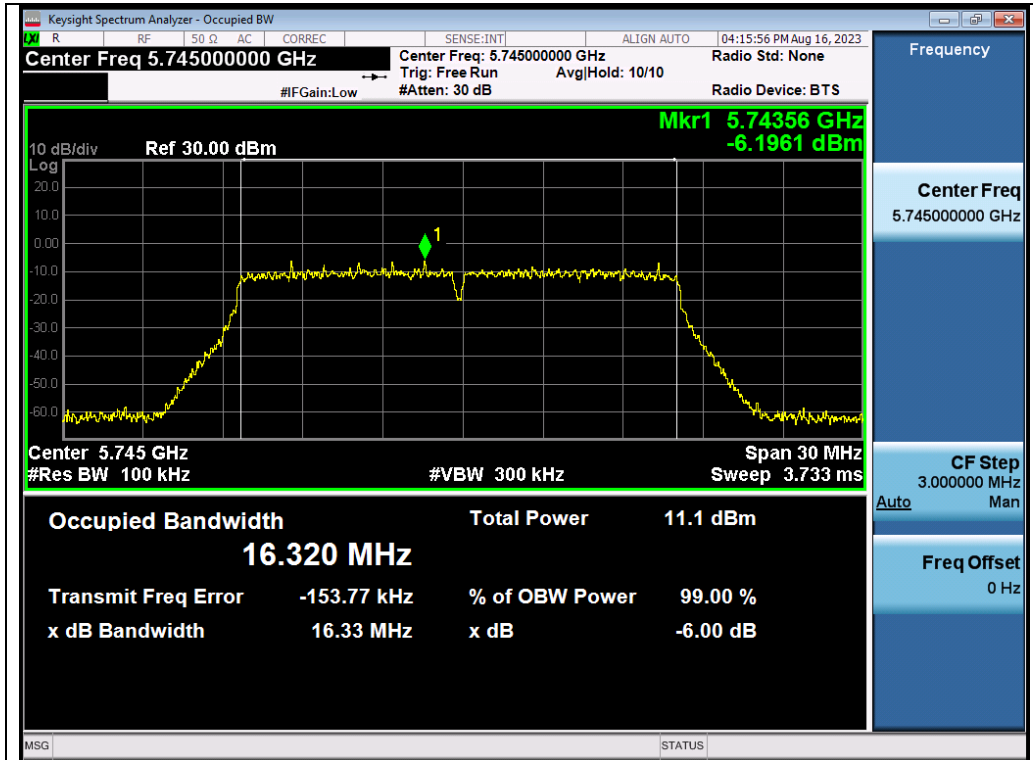 Keysight Spectrum Analyzer - Occupied BW
LXI R RF 50 Ω AC CORREC SENSE:INT ALIGN AUTO 04:15:56 PM Aug 16, 2023
Center Freq 5.745000000 GHz
Center Freq: 5.745000000 GHz Radio Std: None
Trig: Free Run Avg|Hold: 10/10
#IFGain:Low #Atten: 30 dB Radio Device: BTS
Frequency
Mkr1 5.74356 GHz
-6.1961 dBm
10 dB/div Ref 30.00 dBm
Log
20.0
10.0
0.00
-10.0
-20.0
-30.0
-40.0
-50.0
-60.0
1
Center 5.745 GHz Span 30 MHz
#Res BW 100 kHz #VBW 300 kHz Sweep 3.733 ms
Center Freq
5.745000000 GHz
CF Step
3.000000 MHz
Auto Man
Freq Offset
0 Hz
Occupied Bandwidth Total Power 11.1 dBm
16.320 MHz
Transmit Freq Error -153.77 kHz % of OBW Power 99.00 %
x dB Bandwidth 16.33 MHz x dB -6.00 dB
MSG STATUS